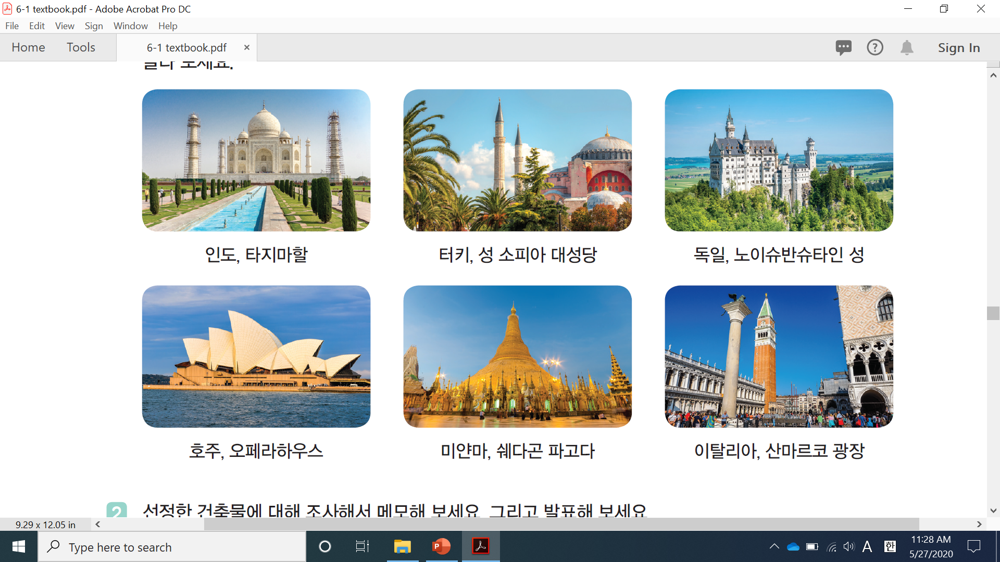 6-1 textbook.pdf - Adobe Acrobat Pro DC
File Edit View Sign Window Help
Home Tools 6-1 textbook.pdf × Sign In
보세요.
인도, 타지마할
터키, 성 소피아 대성당
독일, 노이슈반슈타인 성
호주, 오페라하우스
미얀마, 쉐다곤 파고다
이탈리아, 산마르코 광장
2 선정한 건축물에 대해 조사해서 메모해 보세요. 그리고 발표해 보세요.
9.29 x 12.05 in
Type here to search
A 한
11:28 AM
5/27/2020